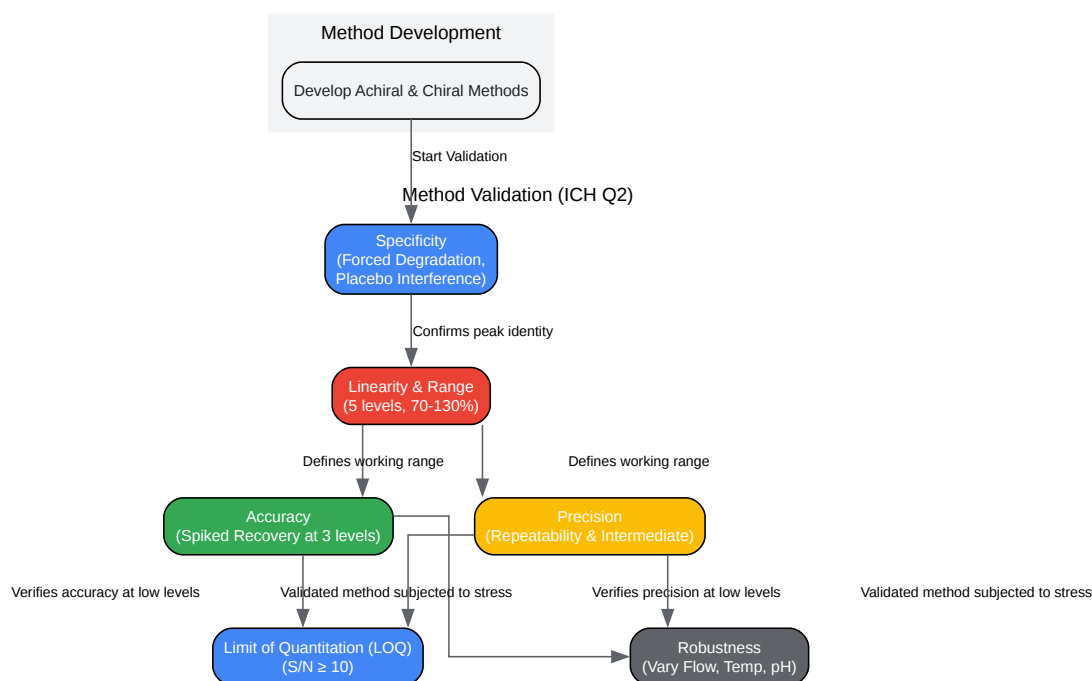 Method Development
Develop Achiral & Chiral Methods
Start Validation
Method Validation (ICH Q2)
Specificity
(Forced Degradation,
Placebo Interference)
Confirms peak identity
Linearity & Range
(5 levels, 70-130%)
Defines working range
Defines working range
Accuracy
(Spiked Recovery at 3 levels)
Precision
(Repeatability & Intermediate)
Verifies accuracy at low levels
Validated method subjected to stress
Verifies precision at low levels
Validated method subjected to stress
Limit of Quantitation (LOQ)
(S/N ≥ 10)
Robustness
(Vary Flow, Temp, pH)